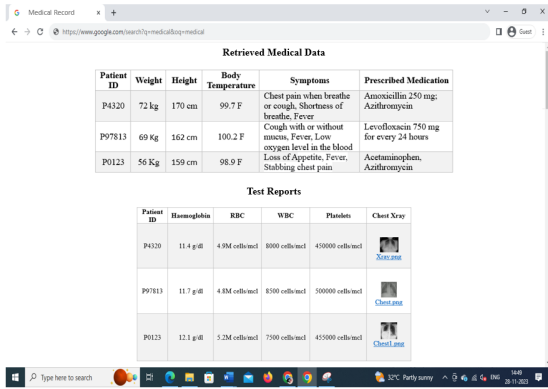 Medical Record
https://www.google.com/search?q=medical&oq=medical
Guest
Retrieved Medical Data
Patient ID Weight Height Body Temperature Symptoms Prescribed Medication
P4320 72 kg 170 cm 99.7 F Chest pain when breathe or cough, Shortness of breathe, Fever Amoxicillin 250 mg; Azithromycin
P97813 69 Kg 162 cm 100.2 F Cough with or without mucus, Fever, Low oxygen level in the blood Levofloxacin 750 mg for every 24 hours
P0123 56 Kg 159 cm 98.9 F Loss of Appetite, Fever, Stabbing chest pain Acetaminophen, Azithromycin
Test Reports
Patient ID Haemoglobin RBC WBC Platelets Chest Xray
P4320 11.4 g/dl 4.9M cells/mcl 8000 cells/mcl 450000 cells/mcl Xray.png
P97813 11.7 g/dl 4.8M cells/mcl 8500 cells/mcl 500000 cells/mcl Chest.png
P0123 12.1 g/dl 5.2M cells/mcl 7500 cells/mcl 455000 cells/mcl Chest1.png
Type here to search
32°C Partly sunny
ENG
14:49
28-11-2023